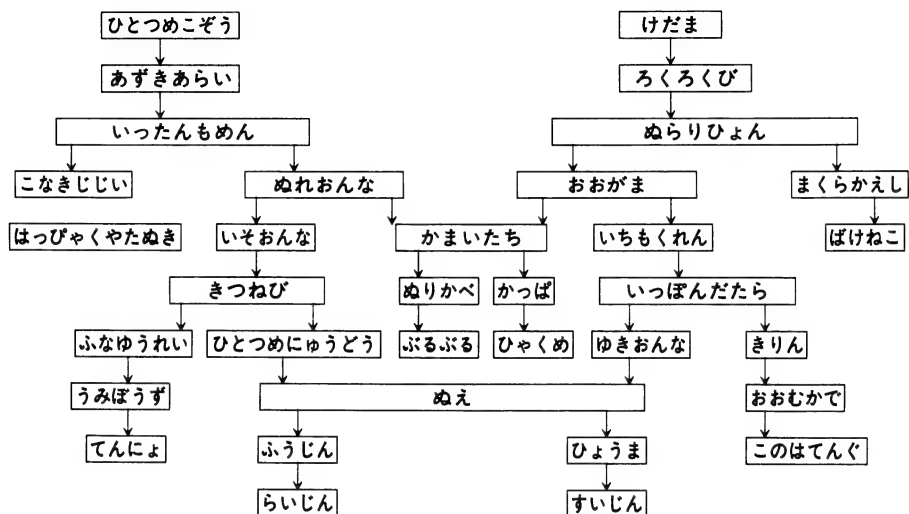 ひとつめこぞう
けだま
あずきあらい
ろくろくび
いったんもめん
ぬらりひょん
こなきじじい
ぬれおんな
おおがま
まくらかえし
はっぴゃくやたぬき
いそおんな
かまいたち
いちもくれん
ばけねこ
きつねび
ぬりかべ
かっぱ
いっぽんだたら
ふなゆうれい
ひとつめにゅうどう
ぶるぶる
ひゃくめ
ゆきおんな
きりん
うみぼうず
ぬえ
おおむかで
てんにょ
ふうじん
ひょうま
このはてんぐ
らいじん
すいじん